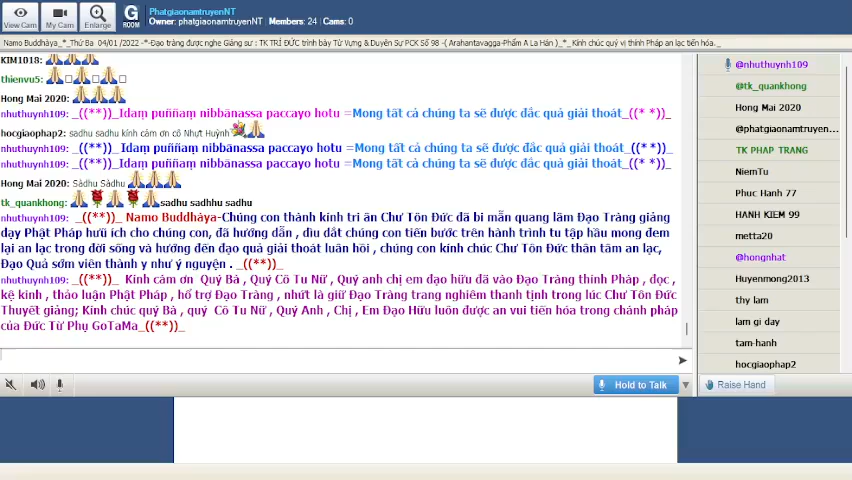 View Cam
My Cam
Enlarge
G
ROOM
PhatgiaonamtruyenNT
Owner: phatgiaonamtruyenNT | Members: 24 | Cams: 0
Namo Buddhàya_*_Thứ Ba 04/01 /2022 -*-Đạo tràng được nghe Giảng sư : TK TRÍ ĐỨC trình bày Từ Vựng & Duyên Sự PCK Số 98 -( Arahantavagga-Phẩm A La Hán )_*_ Kính chúc quý vị thính Pháp an lạc tiến hóa._
KIM1018:
thienvu5:
Hong Mai 2020:
nhuthuynh109: _((**))_Idaṃ puññaṃ nibbānassa paccayo hotu =Mong tất cả chúng ta sẽ được đắc quả giải thoát_((* *))_
hocgiaophap2: sadhu sadhu kính cảm ơn cô Nhựt Huỳnh
nhuthuynh109: _((**))_ Idaṃ puññaṃ nibbānassa paccayo hotu =Mong tất cả chúng ta sẽ được đắc quả giải thoát_((* *))_
nhuthuynh109: _((**))_Idaṃ puññaṃ nibbānassa paccayo hotu =Mong tất cả chúng ta sẽ được đắc quả giải thoát_((* *))_
Hong Mai 2020: Sàdhu Sàdhu
tk_quankhong: sadhu sadhhu sadhu
nhuthuynh109: _((**))_ Namo Buddhàya-Chúng con thành kính tri ân Chư Tôn Đức đã bi mẫn quang lâm Đạo Tràng giảng
dạy Phật Pháp hữu ích cho chúng con, đã hướng dẫn , dìu dắt chúng con tiến bước trên hành trình tu tập hầu mong đem
lại an lạc trong đời sống và hướng đến đạo quả giải thoát luân hồi , chúng con kính chúc Chư Tôn Đức thân tâm an lạc,
Đạo Quả sớm viên thành y như ý nguyện . _((**))_
nhuthuynh109: _((**))_ Kính cảm ơn Quý Bà , Quý Cô Tu Nữ , Quý anh chị em đạo hữu đã vào Đạo Tràng thính Pháp , đọc ,
kệ kinh , thảo luận Phật Pháp , hổ trợ Đạo Tràng , nhứt là giữ Đạo Tràng trang nghiêm thanh tịnh trong lúc Chư Tôn Đức
Thuyết giảng; Kính chúc quý Bà , quý Cô Tu Nữ , Quý Anh , Chị , Em Đạo Hữu luôn được an vui tiến hóa trong chánh pháp
của Đức Từ Phụ GoTaMa_((**))_
Hold to Talk
@nhuthuynh109
@tk_quankhong
Hong Mai 2020
@phatgiaonamtruyen...
TK PHAP TRANG
NiemTu
Phuc Hanh 77
HANH KIEM 99
metta20
@hongnhat
Huyenmong2013
thy lam
lam gi day
tam-hanh
hocgiaophap2
Raise Hand